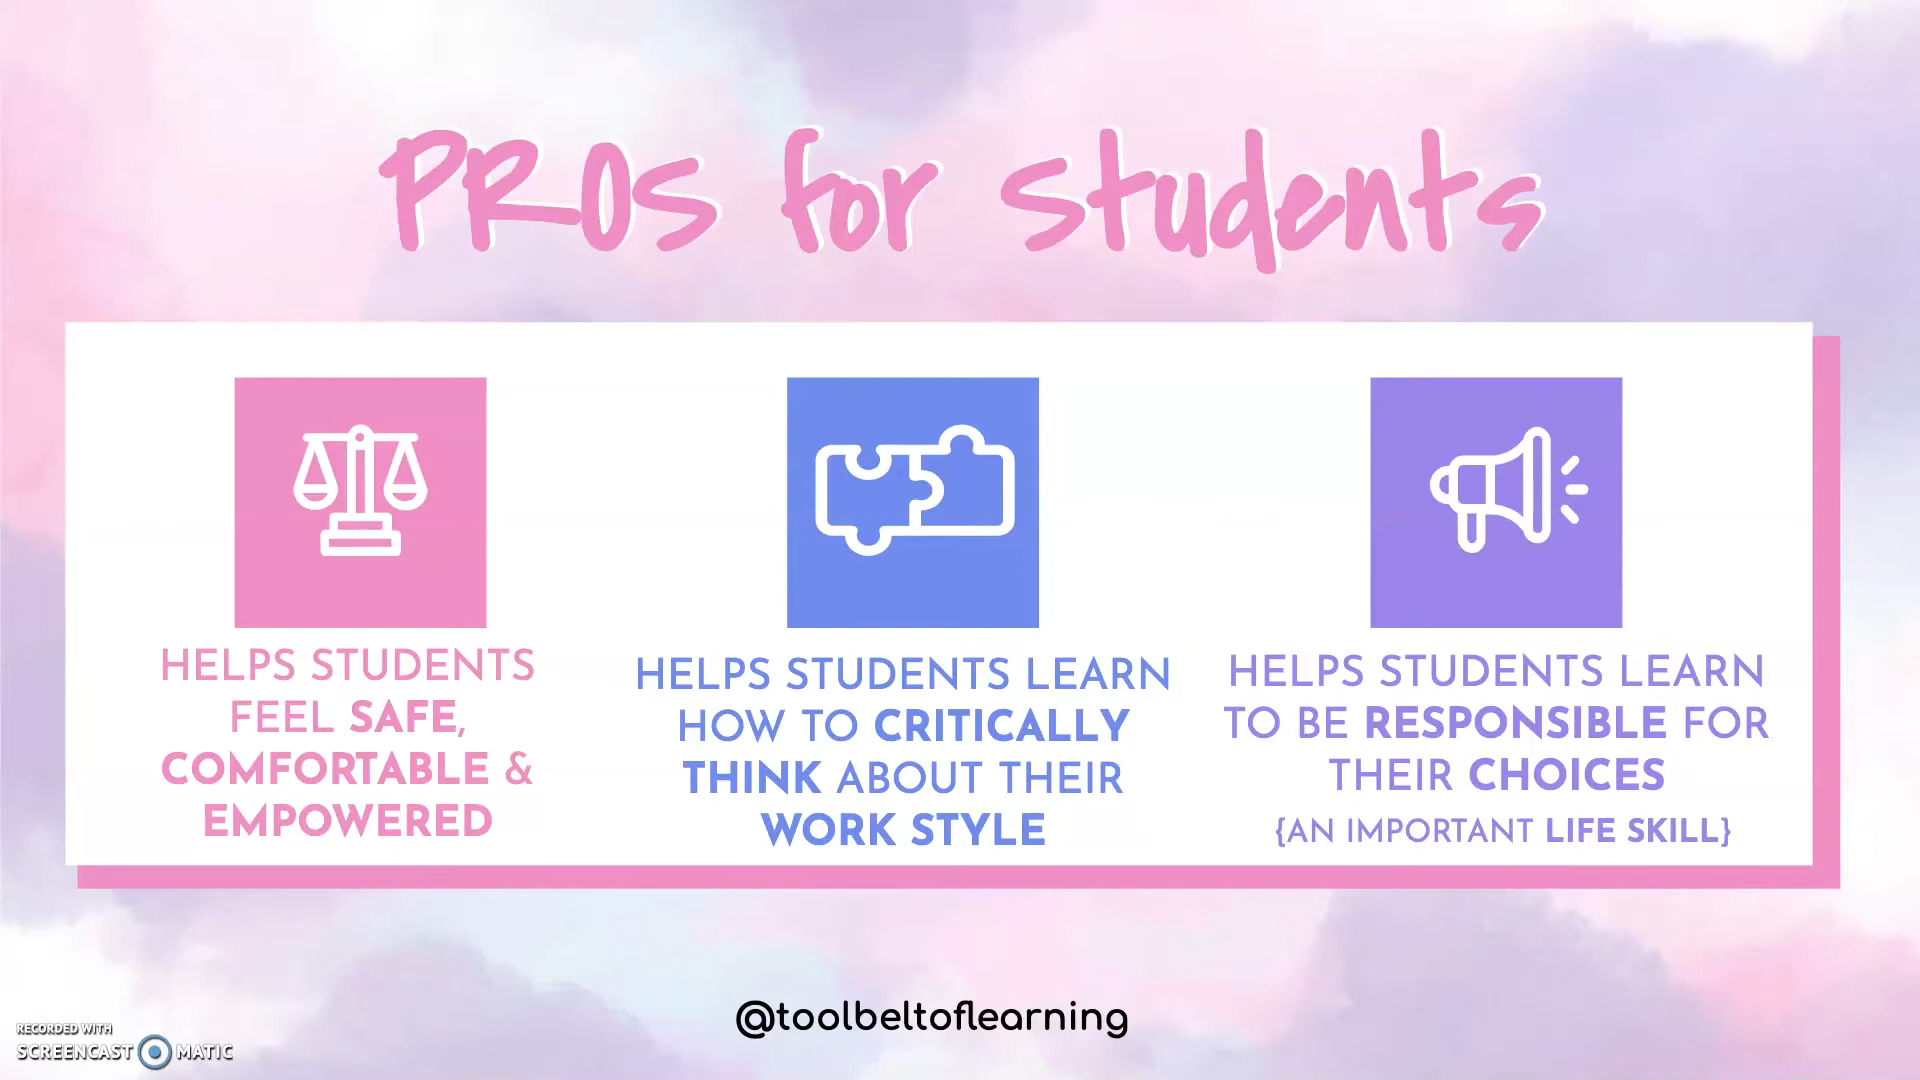 PROS for students
HELPS STUDENTS
FEEL SAFE,
COMFORTABLE &
EMPOWERED
HELPS STUDENTS LEARN
HOW TO CRITICALLY
THINK ABOUT THEIR
WORK STYLE
HELPS STUDENTS LEARN
TO BE RESPONSIBLE FOR
THEIR CHOICES
{AN IMPORTANT LIFE SKILL}
@toolbeltoflearning
RECORDED WITH
SCREENCAST MATIC